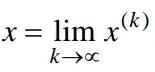 x = lim x^(k)
k→∞